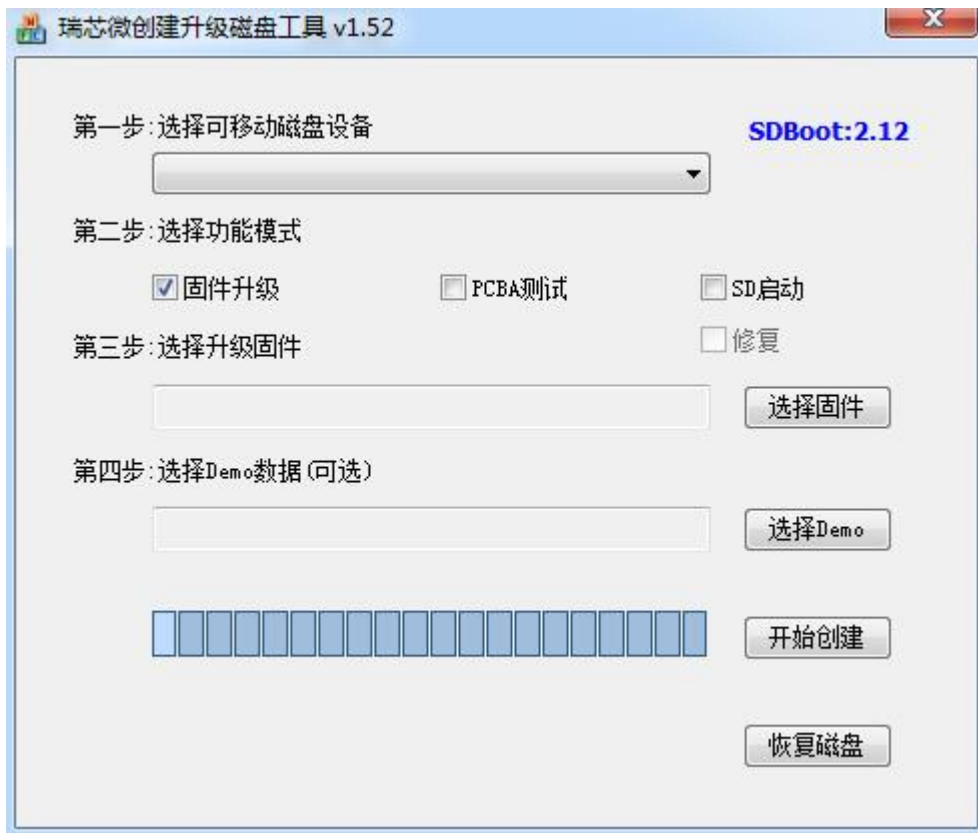 瑞芯微创建升级磁盘工具 v1.52
第一步:选择可移动磁盘设备
SDBoot:2.12
第二步:选择功能模式
固件升级
PCBA测试
SD启动
修复
第三步:选择升级固件
选择固件
第四步:选择Demo数据(可选)
选择Demo
开始创建
恢复磁盘